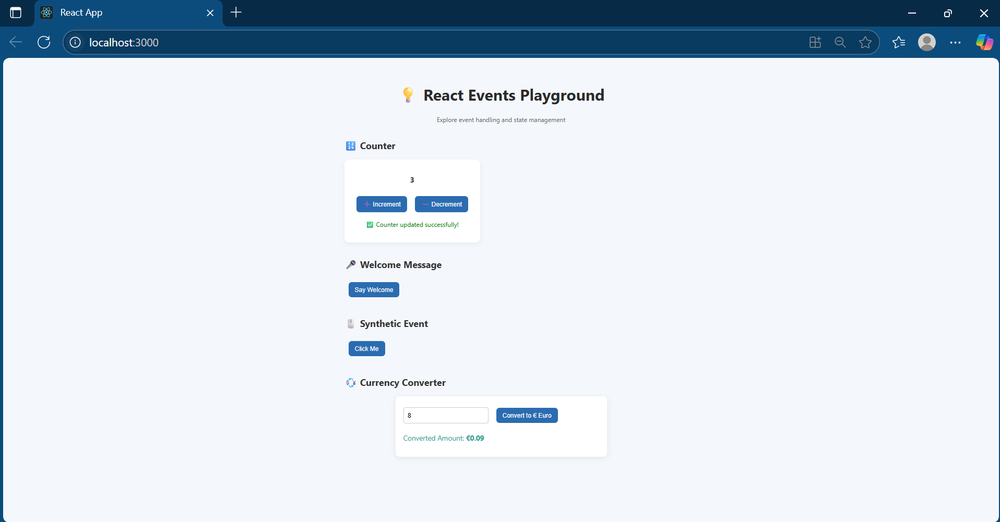 React App
localhost:3000
💡 React Events Playground
Explore event handling and state management
🔢 Counter
3
➕ Increment ➖ Decrement
✅ Counter updated successfully!
🎤 Welcome Message
Say Welcome
🖱️ Synthetic Event
Click Me
💱 Currency Converter
8 Convert to € Euro
Converted Amount: €0.09